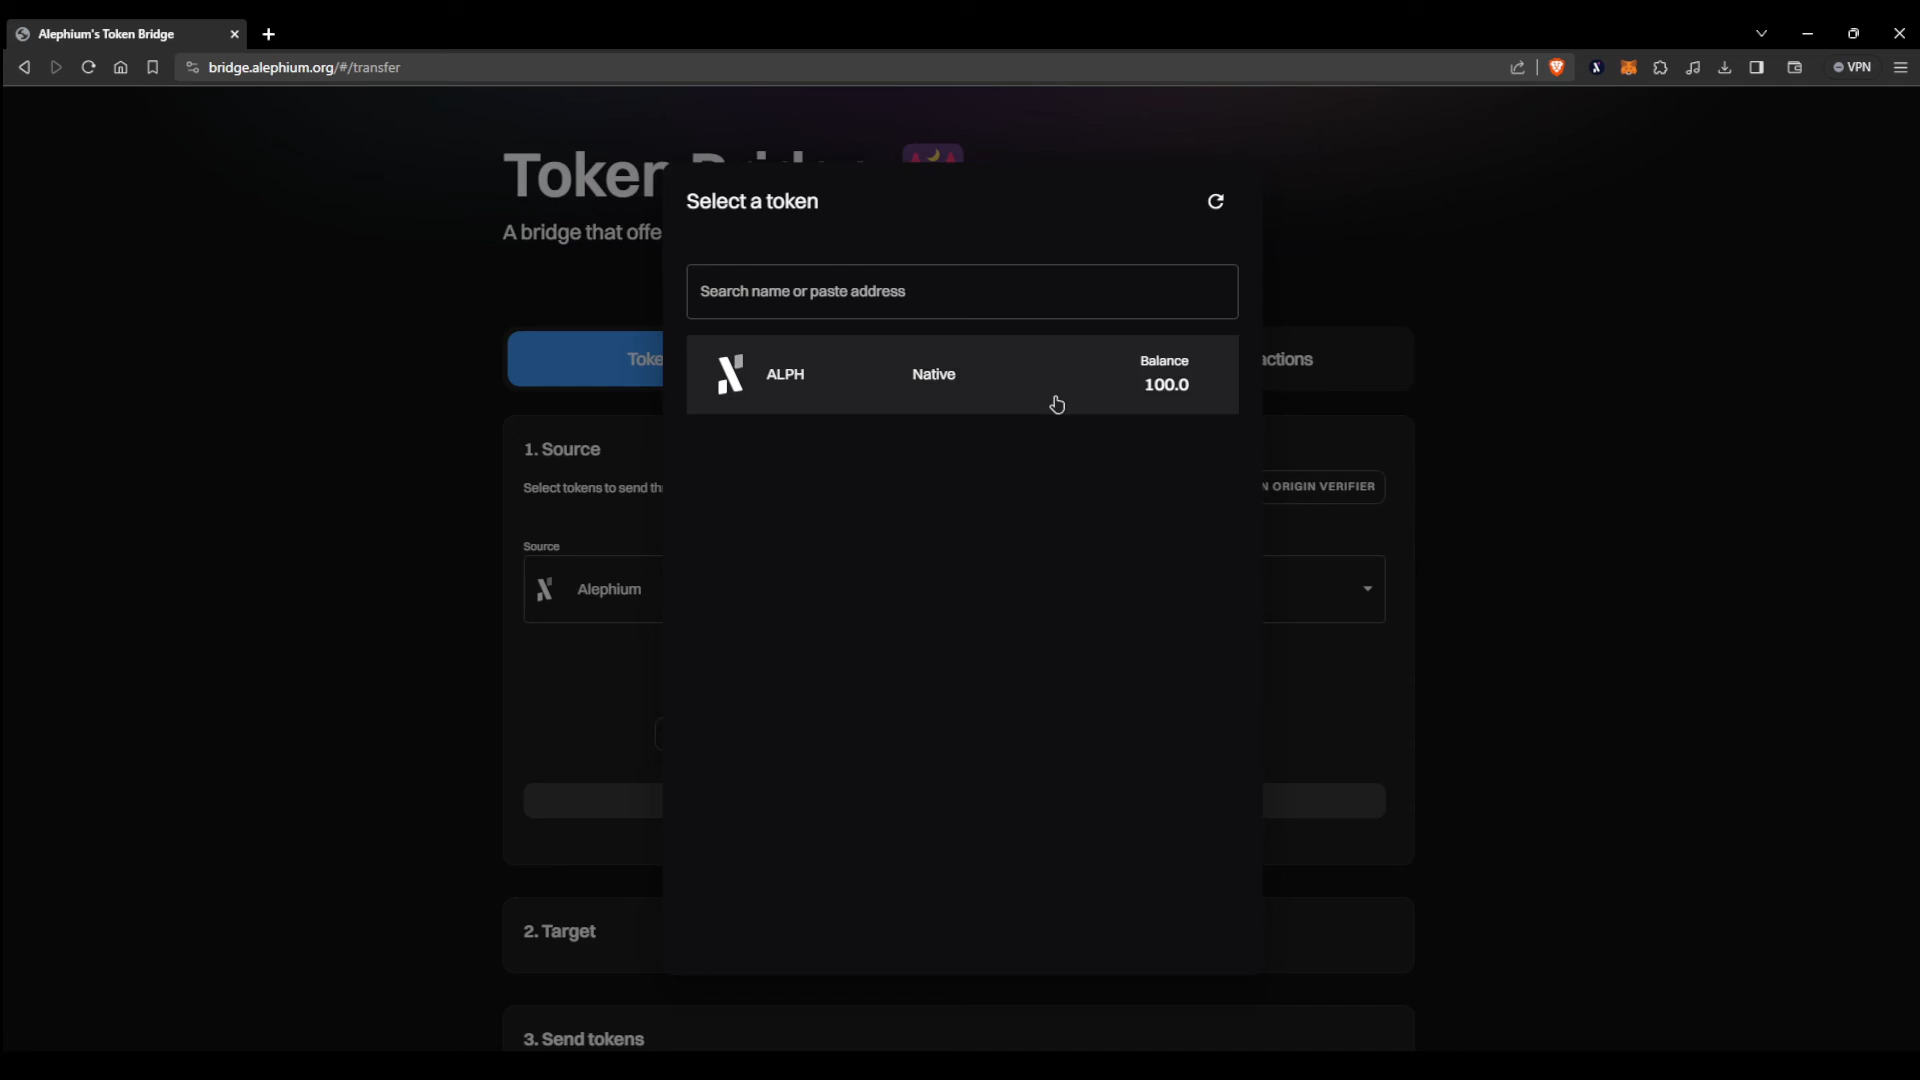 Alephium's Token Bridge
bridge.alephium.org/#/transfer
VPN
Token
A bridge that offe
Select a token
Search name or paste address
ALPH Native Balance
100.0
Toke
actions
1. Source
Select tokens to send th
N ORIGIN VERIFIER
Source
Alephium
2. Target
3. Send tokens